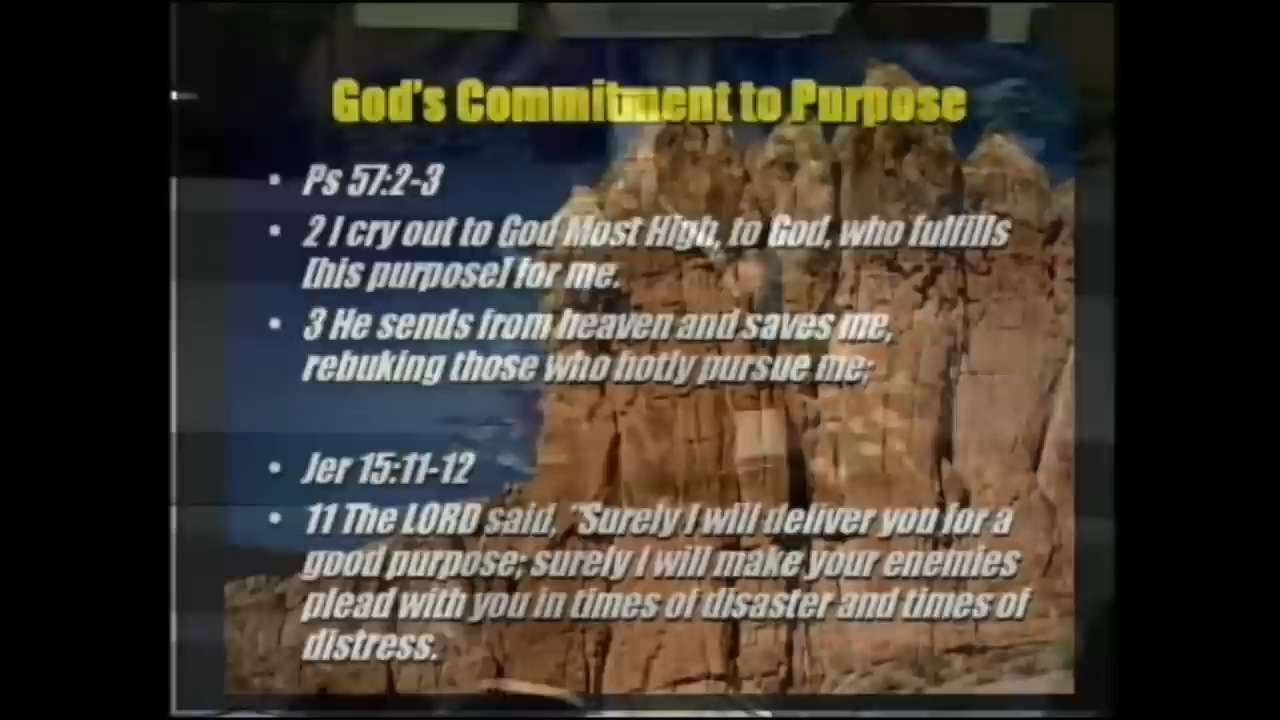 God's Commitment to Purpose
• Ps 57:2-3
• 2 I cry out to God Most High, to God, who fulfills
[his purpose] for me.
• 3 He sends from heaven and saves me,
rebuking those who hotly pursue me;
• Jer 15:11-12
• 11 The LORD said, "Surely I will deliver you for a
good purpose; surely I will make your enemies
plead with you in times of disaster and times of
distress.